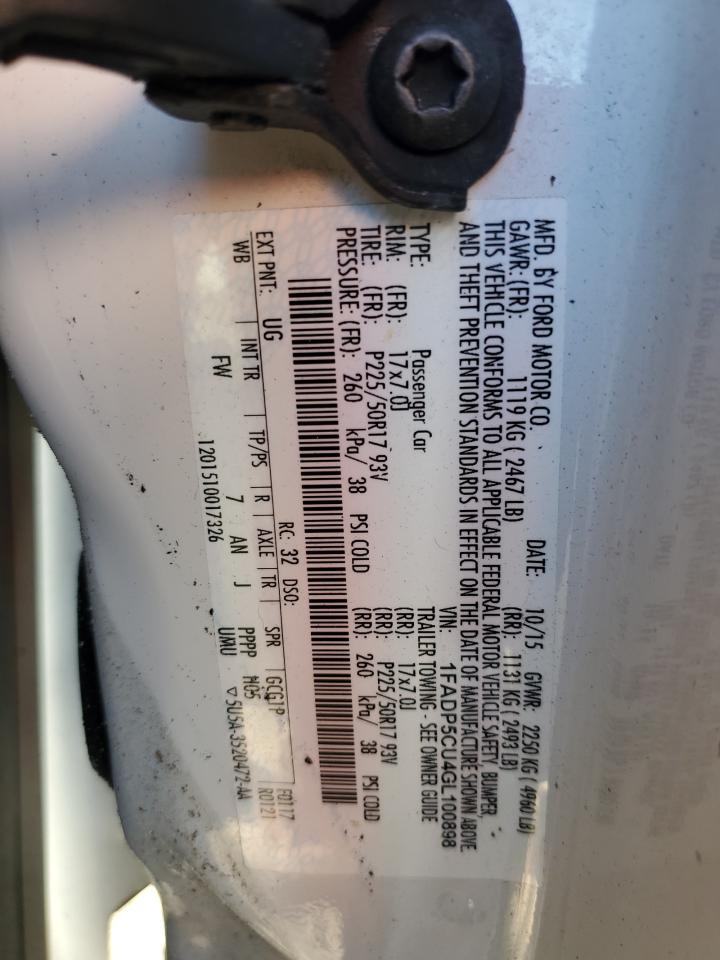 MFD. BY FORD MOTOR CO. DATE: 10/15 GVWR: 2250 KG ( 4960 LB)
GAWR: (FR): 1119 KG ( 2467 LB) (RR): 1131 KG ( 2493 LB)
THIS VEHICLE CONFORMS TO ALL APPLICABLE FEDERAL MOTOR VEHICLE SAFETY, BUMPER,
AND THEFT PREVENTION STANDARDS IN EFFECT ON THE DATE OF MANUFACTURE SHOWN ABOVE.
VIN: 1FADP5CU4GL100898
TYPE: Passenger Car TRAILER TOWING - SEE OWNER GUIDE
RIM: (FR): 17x7.0J (RR): 17x7.0J
TIRE: (FR): P225/50R17 93V (RR): P225/50R17 93V
PRESSURE: (FR): 260 kPa/ 38 PSI COLD (RR): 260 kPa/ 38 PSI COLD
EXT PNT: UG RC: 32 DSO: F0117
WB INT TR TP/PS R AXLE TR SPR GCG1P R0121
FW 7 AN J PPPP M05
1201510017326 UMU ▽5U5A-3520472-AA